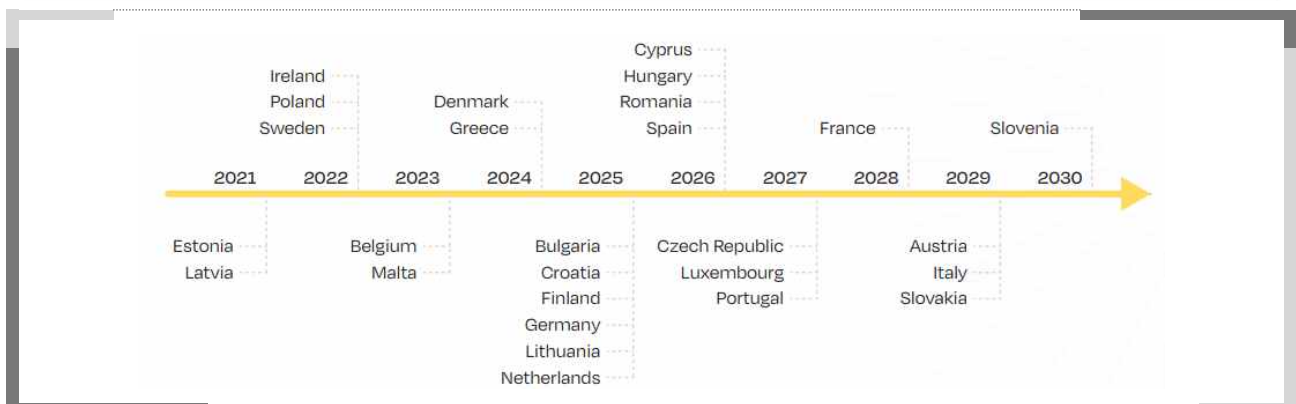 Cyprus
Ireland
Hungary
Poland
Denmark
Romania
Sweden
Greece
Spain
France
Slovenia
2021 2022 2023 2024 2025 2026 2027 2028 2029 2030
Estonia
Belgium
Bulgaria
Czech Republic
Austria
Latvia
Malta
Croatia
Luxembourg
Italy
Finland
Portugal
Slovakia
Germany
Lithuania
Netherlands